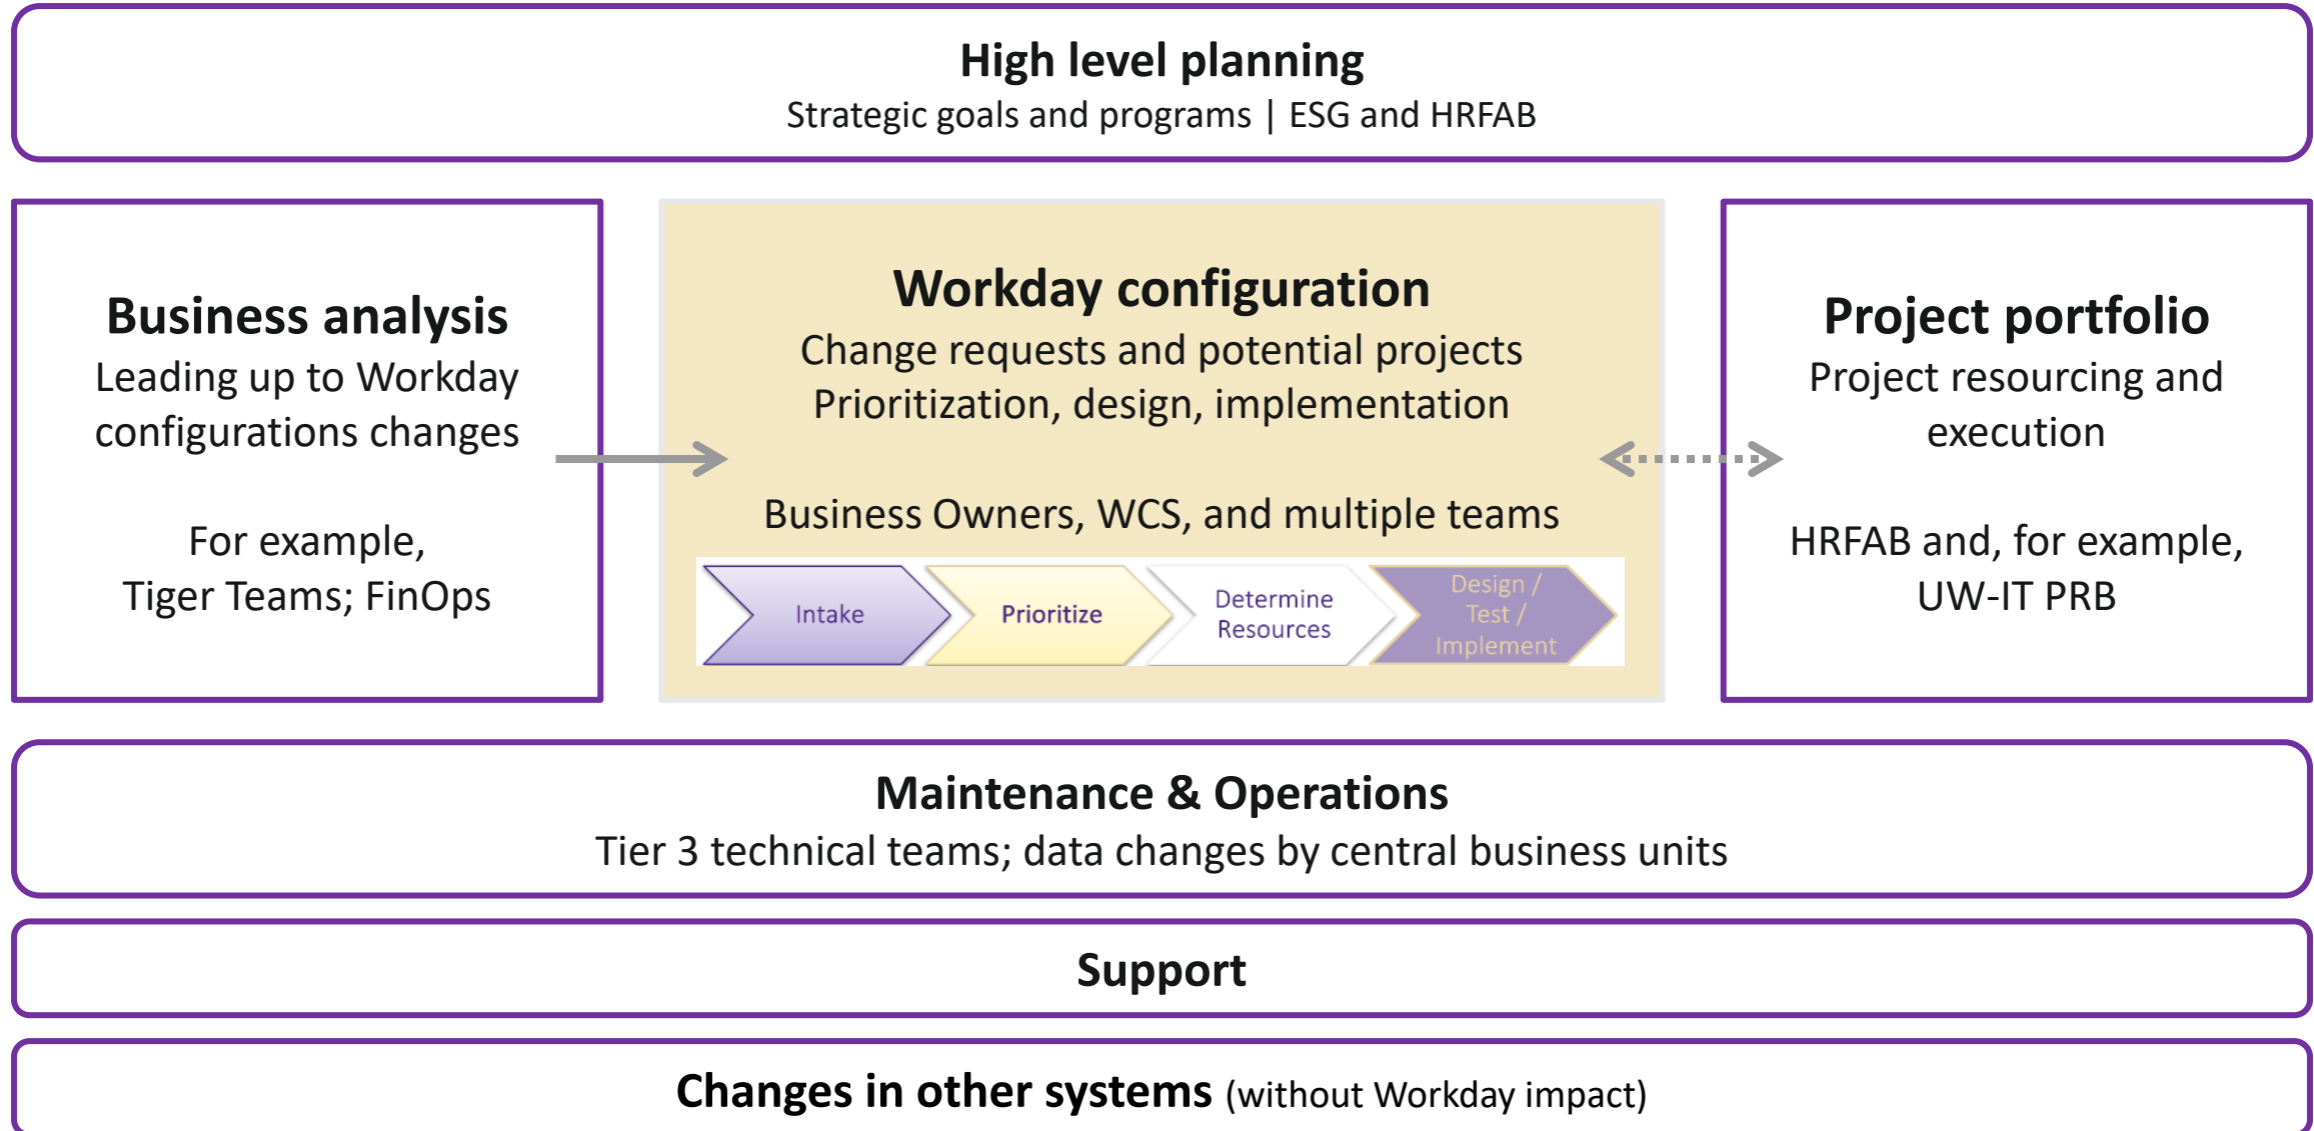 High level planning
Strategic goals and programs | ESG and HRFAB
Business analysis
Leading up to Workday
configurations changes
For example,
Tiger Teams; FinOps
Workday configuration
Change requests and potential projects
Prioritization, design, implementation
Business Owners, WCS, and multiple teams
Intake
Prioritize
Determine
Resources
Design /
Test /
Implement
Project portfolio
Project resourcing and
execution
HRFAB and, for example,
UW-IT PRB
Maintenance & Operations
Tier 3 technical teams; data changes by central business units
Support
Changes in other systems (without Workday impact)